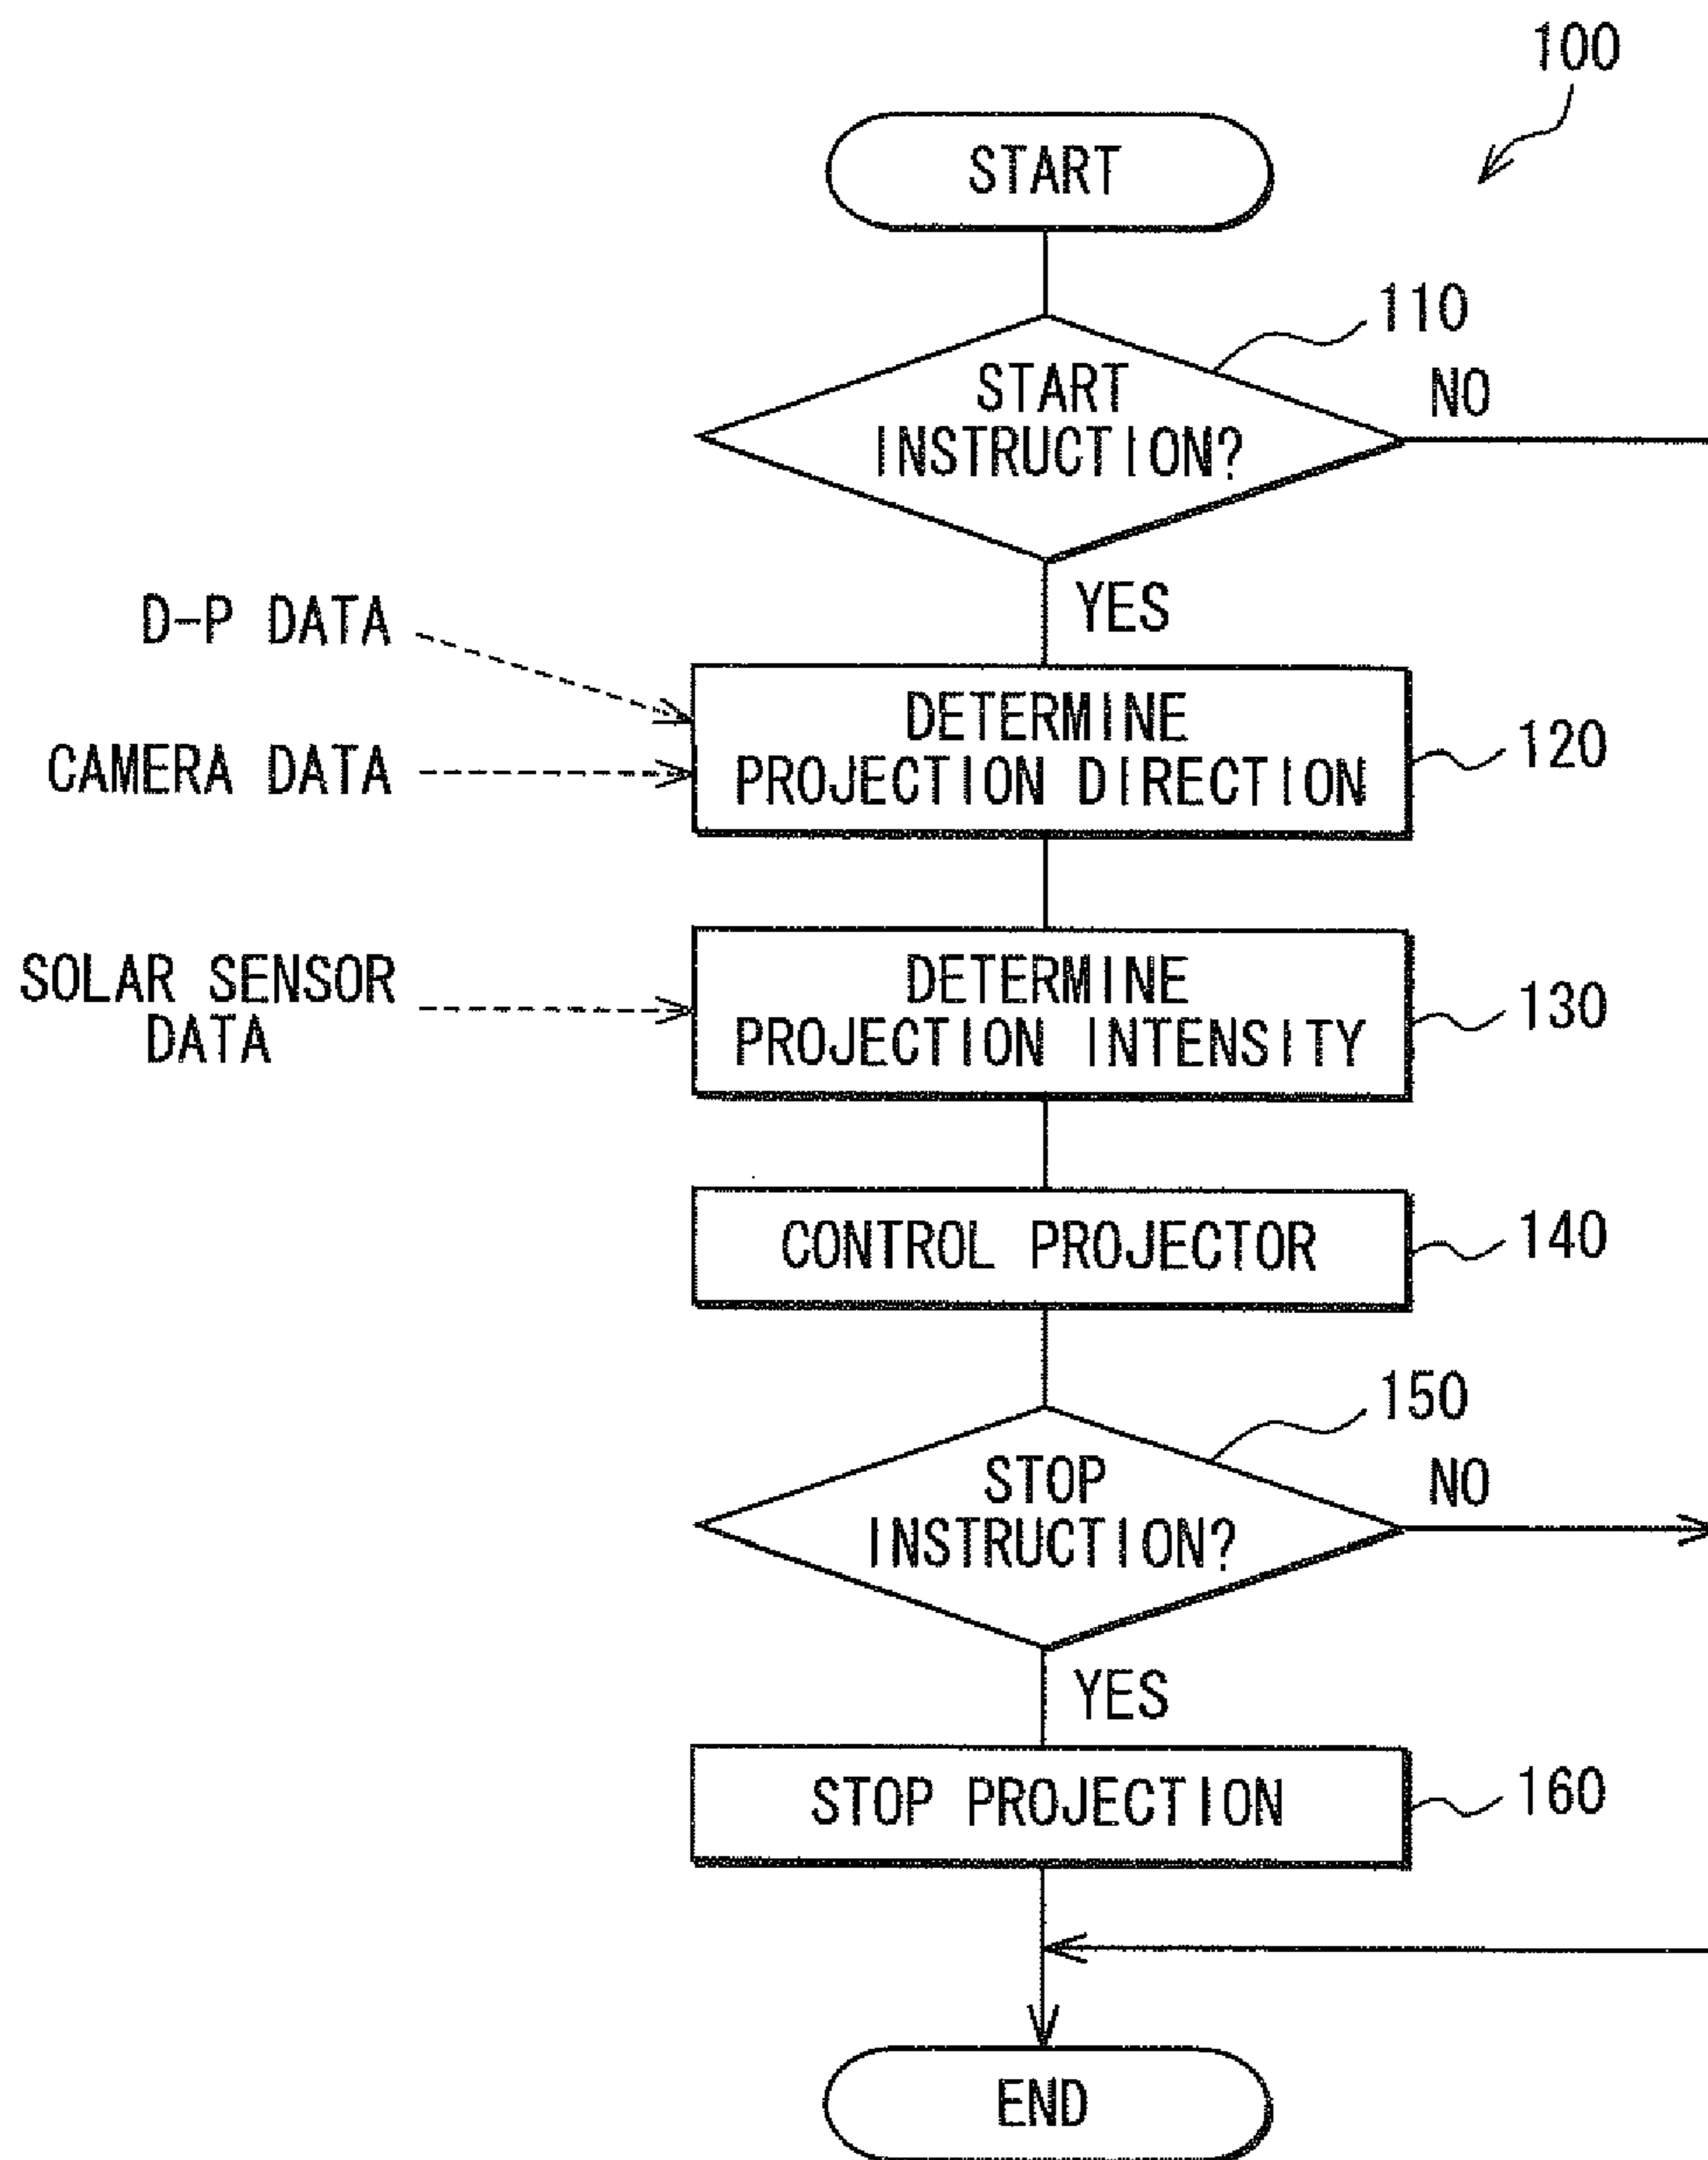 100
START
110
START
INSTRUCTION?
NO
YES
D-P DATA
CAMERA DATA
DETERMINE
PROJECTION DIRECTION
120
SOLAR SENSOR
DATA
DETERMINE
PROJECTION INTENSITY
130
CONTROL PROJECTOR
140
150
STOP
INSTRUCTION?
NO
YES
STOP PROJECTION
160
END